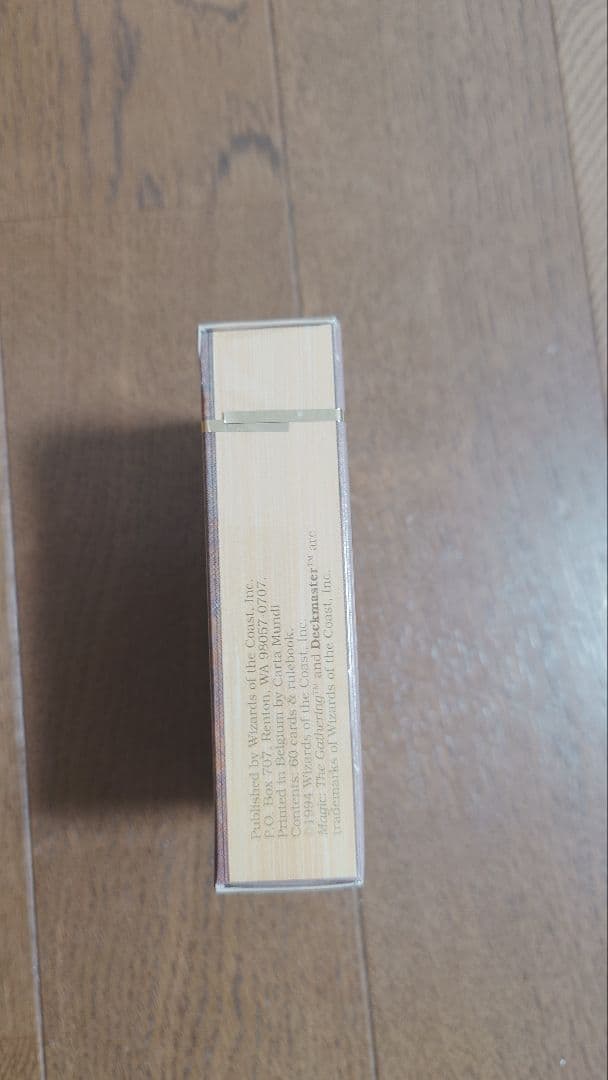 Published by Wizards of the Coast, Inc.
P.O. Box 707, Renton, WA 98057-0707.
Printed in Belgium by Carta Mundi
Contents: 60 cards & rulebook.
©1994 Wizards of the Coast, Inc.
Magic: The Gathering™ and Deckmaster™ are
trademarks of Wizards of the Coast, Inc.